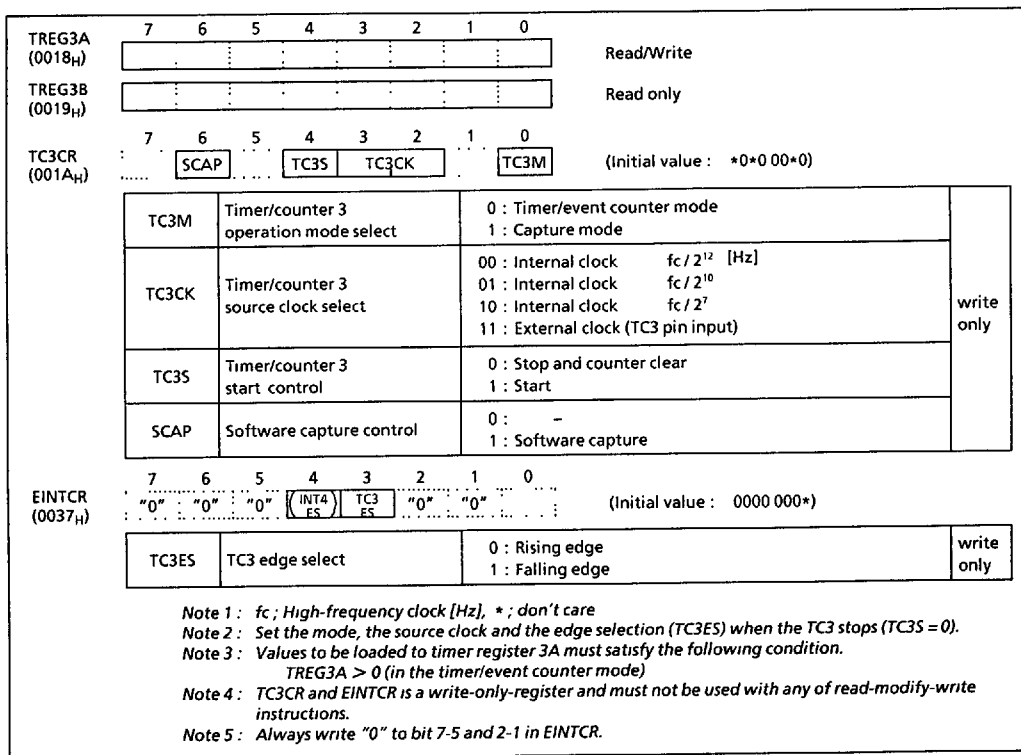 7 6 5 4 3 2 1 0
TREG3A
(0018H)
Read/Write
TREG3B
(0019H)
Read only
7 6 5 4 3 2 1 0
TC3CR
(001AH)
SCAP TC3S TC3CK TC3M
(Initial value : *0*0 00*0)
TC3M
Timer/counter 3
operation mode select
0 : Timer/event counter mode
1 : Capture mode
TC3CK
Timer/counter 3
source clock select
00 : Internal clock fc / 2¹² [Hz]
01 : Internal clock fc / 2¹⁰
10 : Internal clock fc / 2⁷
11 : External clock (TC3 pin input)
TC3S
Timer/counter 3
start control
0 : Stop and counter clear
1 : Start
SCAP
Software capture control
0 : –
1 : Software capture
write
only
7 6 5 4 3 2 1 0
EINTCR
(0037H)
"0" "0" "0" (INT4 ES) TC3 ES "0" "0"
(Initial value : 0000 000*)
TC3ES
TC3 edge select
0 : Rising edge
1 : Falling edge
write
only
Note 1 : fc ; High-frequency clock [Hz], * ; don't care
Note 2 : Set the mode, the source clock and the edge selection (TC3ES) when the TC3 stops (TC3S = 0).
Note 3 : Values to be loaded to timer register 3A must satisfy the following condition.
TREG3A > 0 (in the timer/event counter mode)
Note 4 : TC3CR and EINTCR is a write-only-register and must not be used with any of read-modify-write
instructions.
Note 5 : Always write "0" to bit 7-5 and 2-1 in EINTCR.